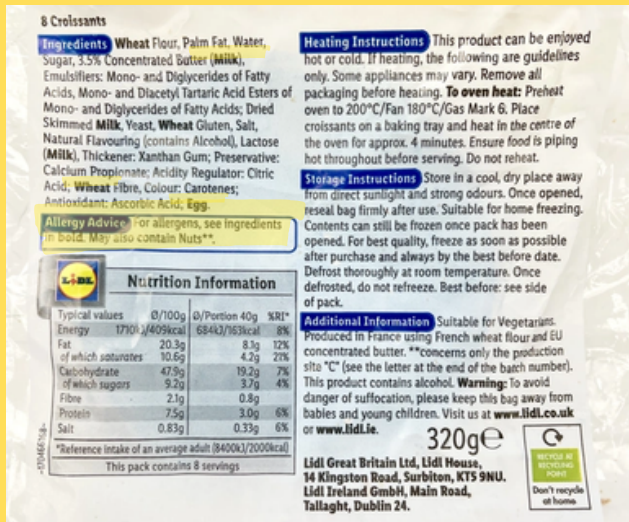 8 Croissants
Ingredients Wheat Flour, Palm Fat, Water,
Sugar, 3.5% Concentrated Butter (Milk),
Emulsifiers: Mono- and Diglycerides of Fatty
Acids, Mono- and Diacetyl Tartaric Acid Esters of
Mono- and Diglycerides of Fatty Acids; Dried
Skimmed Milk, Yeast, Wheat Gluten, Salt,
Natural Flavouring (contains Alcohol), Lactose
(Milk), Thickener: Xanthan Gum; Preservative:
Calcium Propionate; Acidity Regulator: Citric
Acid; Wheat Fibre, Colour: Carotenes;
Antioxidant: Ascorbic Acid; Egg.
Allergy Advice For allergens, see ingredients
in bold. May also contain Nuts**.
LIDL
Nutrition Information
Typical values Ø/100g Ø/Portion 40g %RI*
Energy 1710kJ/409kcal 684kJ/163kcal 8%
Fat 20.3g 8.1g 12%
of which saturates 10.6g 4.2g 21%
Carbohydrate 47.9g 19.2g 7%
of which sugars 9.2g 3.7g 4%
Fibre 2.1g 0.8g
Protein 7.5g 3.0g 6%
Salt 0.83g 0.33g 6%
*Reference intake of an average adult (8400kJ/2000kcal)
This pack contains 8 servings
Heating Instructions This product can be enjoyed
hot or cold. If heating, the following are guidelines
only. Some appliances may vary. Remove all
packaging before heating. To oven heat: Preheat
oven to 200°C/Fan 180°C/Gas Mark 6. Place
croissants on a baking tray and heat in the centre of
the oven for approx. 4 minutes. Ensure food is piping
hot throughout before serving. Do not reheat.
Storage Instructions Store in a cool, dry place away
from direct sunlight and strong odours. Once opened,
reseal bag firmly after use. Suitable for home freezing.
Contents can still be frozen once pack has been
opened. For best quality, freeze as soon as possible
after purchase and always by the best before date.
Defrost thoroughly at room temperature. Once
defrosted, do not refreeze. Best before: see side
of pack.
Additional Information Suitable for Vegetarians.
Produced in France using French wheat flour and EU
concentrated butter. **concerns only the production
site "C" (see the letter at the end of the batch number).
This product contains alcohol. Warning: To avoid
danger of suffocation, please keep this bag away from
babies and young children. Visit us at www.lidl.co.uk
or www.lidl.ie.
320g℮
Lidl Great Britain Ltd, Lidl House,
14 Kingston Road, Surbiton, KT5 9NU.
Lidl Ireland GmbH, Main Road,
Tallaght, Dublin 24.
RECYCLE AT
RECYCLING
POINT
Don't recycle
at home